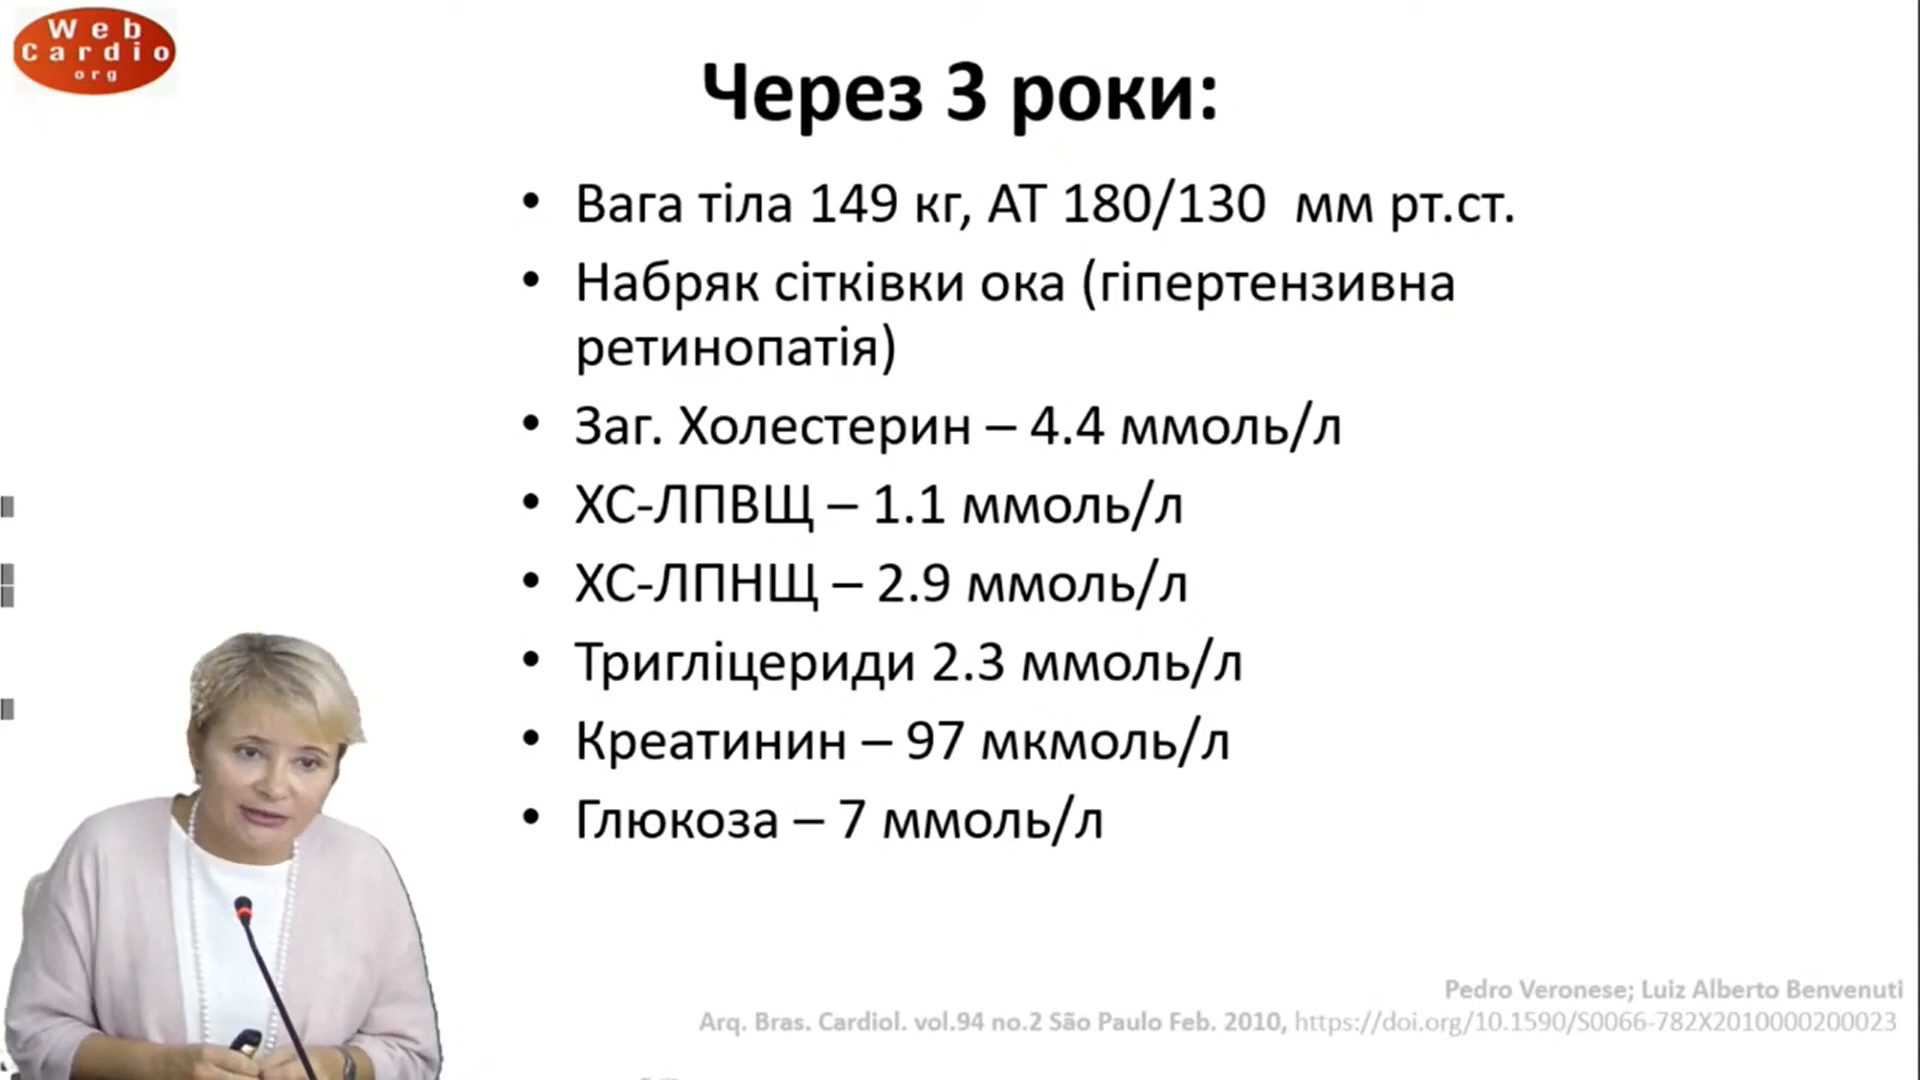 Web
Cardio
org
Через 3 роки:
• Вага тіла 149 кг, АТ 180/130 мм рт.ст.
• Набряк сітківки ока (гіпертензивна
ретинопатія)
• Заг. Холестерин – 4.4 ммоль/л
• ХС-ЛПВЩ – 1.1 ммоль/л
• ХС-ЛПНЩ – 2.9 ммоль/л
• Тригліцериди 2.3 ммоль/л
• Креатинин – 97 мкмоль/л
• Глюкоза – 7 ммоль/л
Pedro Veronese; Luiz Alberto Benvenuti
Arq. Bras. Cardiol. vol.94 no.2 São Paulo Feb. 2010, https://doi.org/10.1590/S0066-782X2010000200023